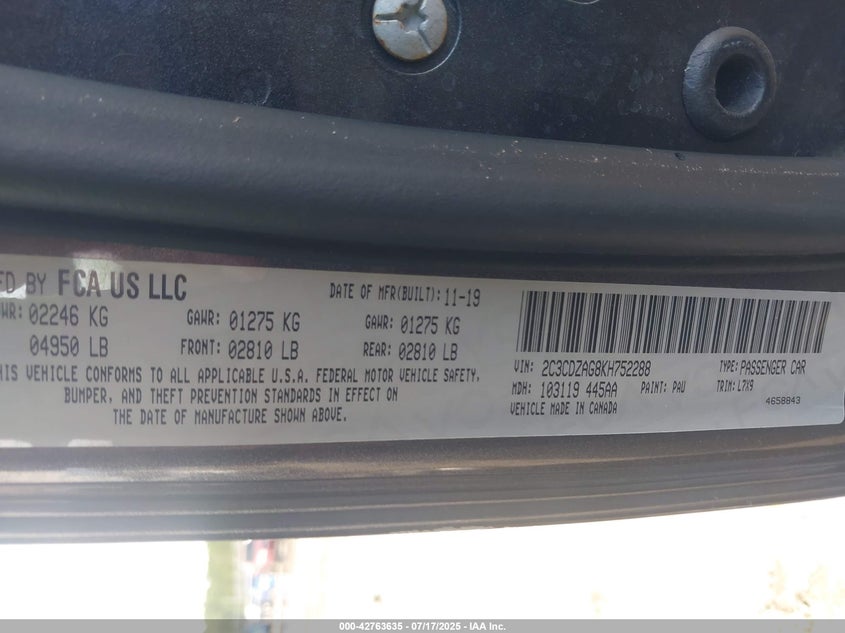 FD BY FCA US LLC
DATE OF MFR(BUILT): 11-19
WR: 02246 KG
GAWR: 01275 KG
GAWR: 01275 KG
04950 LB
FRONT: 02810 LB
REAR: 02810 LB
HIS VEHICLE CONFORMS TO ALL APPLICABLE U.S.A. FEDERAL MOTOR VEHICLE SAFETY,
BUMPER, AND THEFT PREVENTION STANDARDS IN EFFECT ON
THE DATE OF MANUFACTURE SHOWN ABOVE.
VIN: 2C3CDZAG8KH752288
TYPE: PASSENGER CAR
MDH: 103119 445AA
PAINT: PAU
TRIM: L7X9
VEHICLE MADE IN CANADA
4658843
000-42763635 - 07/17/2025 - IAA Inc.